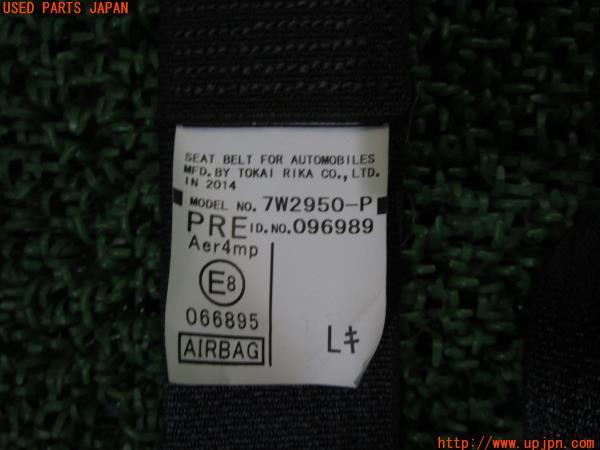 USED PARTS JAPAN
SEAT BELT FOR AUTOMOBILES
MFD. BY TOKAI RIKA CO., LTD.
IN 2014
MODEL NO. 7W2950-P
PRE ID.NO.096989
Aer4mp
E8
066895
AIRBAG
Lキ
http://www.upjpn.com/